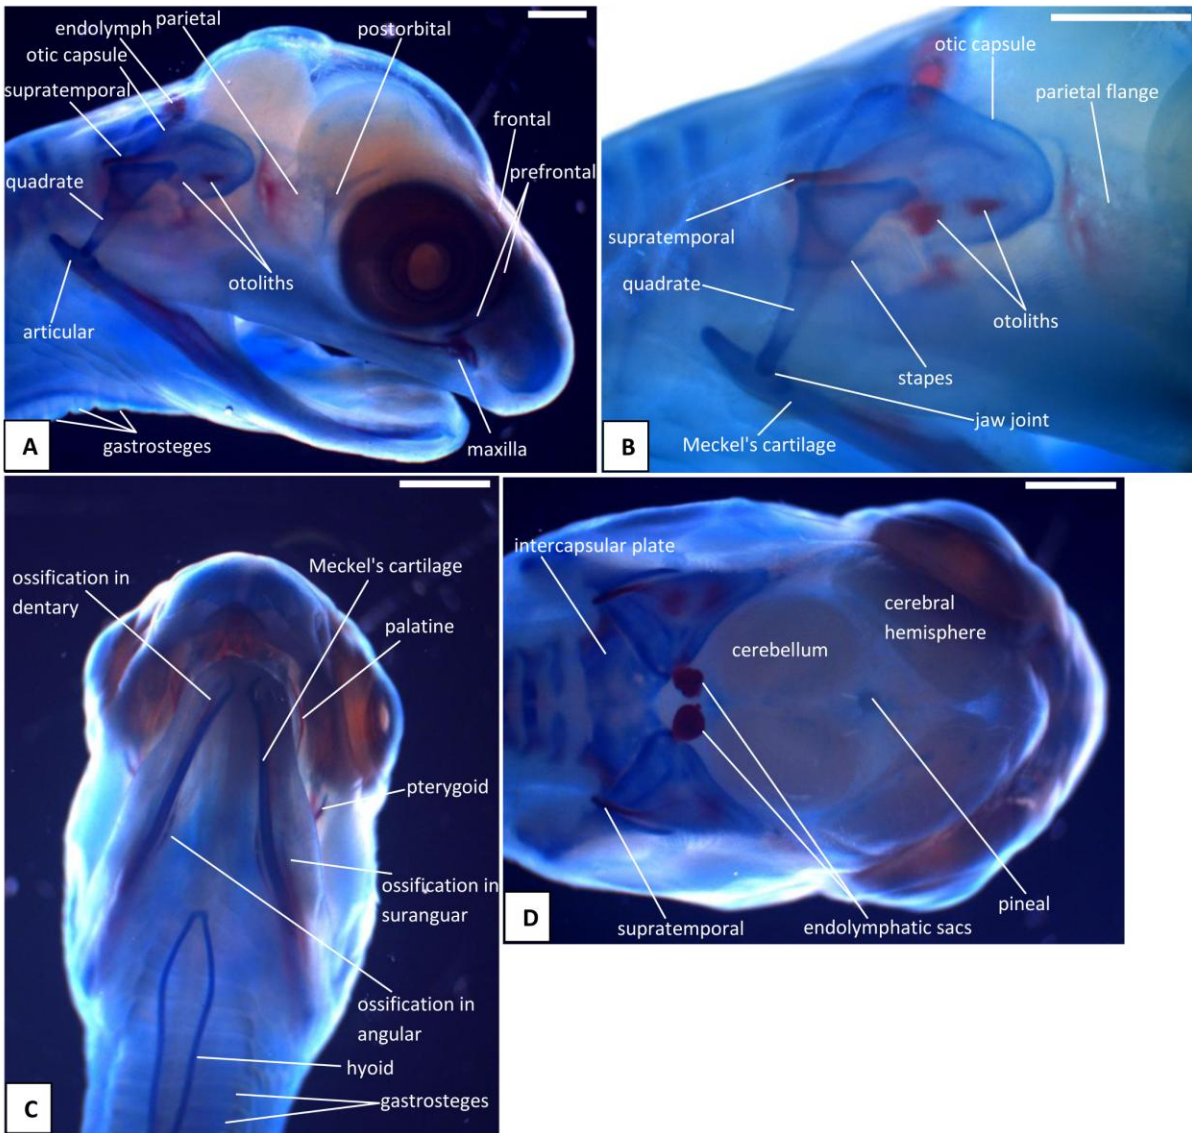 parietal
endolymph
postorbital
otic capsule
supratemporal
frontal
prefrontal
quadrate
otoliths
articular
gastrosteges
maxilla
A
otic capsule
parietal flange
supratemporal
quadrate
otoliths
stapes
jaw joint
Meckel's cartilage
B
Meckel's cartilage
ossification in
dentary
palatine
pterygoid
ossification in
suranguar
ossification in
angular
hyoid
gastrosteges
C
intercapsular plate
cerebral
hemisphere
cerebellum
pineal
supratemporal
endolymphatic sacs
D